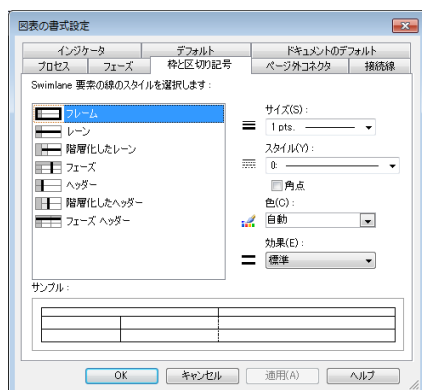 図表の書式設定
インジケータ デフォルト ドキュメントのデフォルト
プロセス フェーズ 枠と区切り記号 ページ外コネクタ 接続線
Swimlane 要素の線のスタイルを選択します :
フレーム
レーン
階層化したレーン
フェーズ
ヘッダー
階層化したヘッダー
フェーズ ヘッダー
サイズ(S) :
1 pts.
スタイル(Y) :
0:
角点
色(C) :
自動
効果(E) :
標準
サンプル :
OK キャンセル 適用(A) ヘルプ